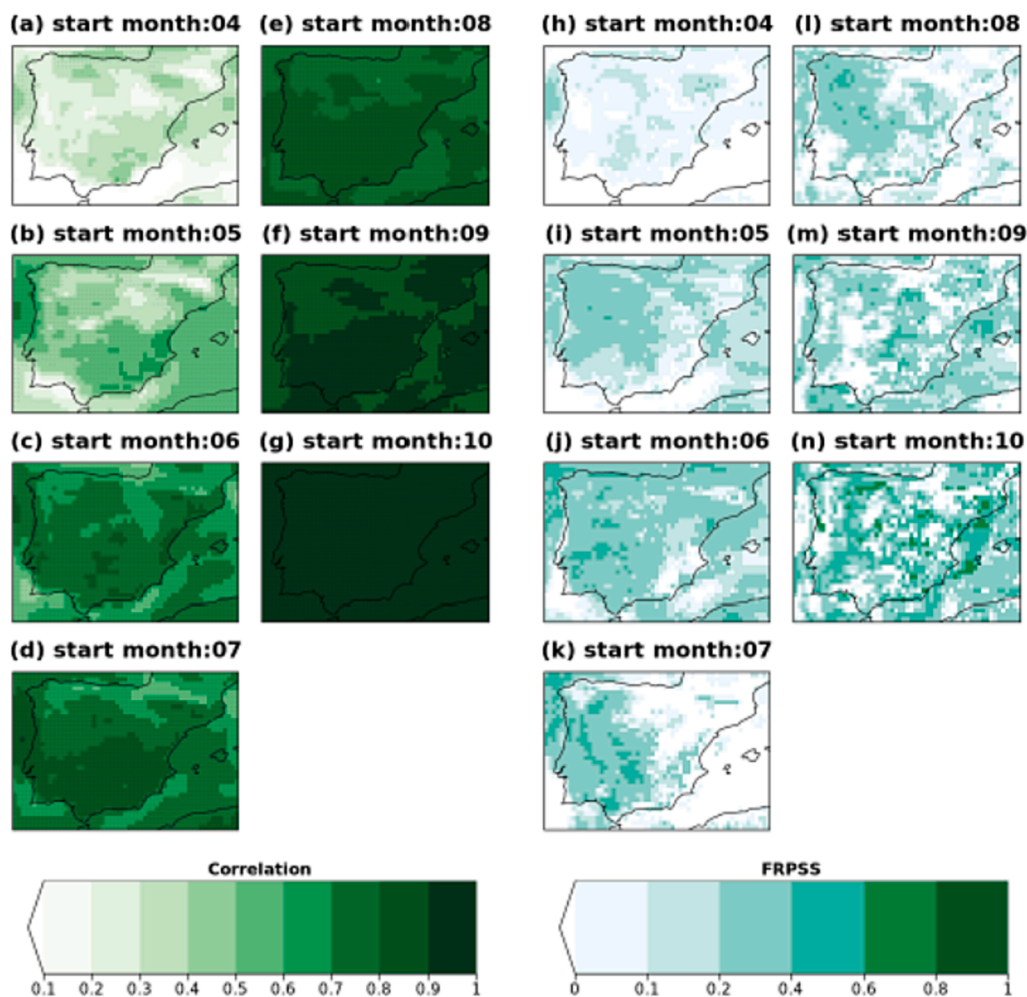 (a) start month:04 (e) start month:08 (h) start month:04 (l) start month:08
(b) start month:05 (f) start month:09 (i) start month:05 (m) start month:09
(c) start month:06 (g) start month:10 (j) start month:06 (n) start month:10
(d) start month:07 (k) start month:07
Correlation FRPSS
0.1 0.2 0.3 0.4 0.5 0.6 0.7 0.8 0.9 1 0 0.1 0.2 0.4 0.6 0.8 1